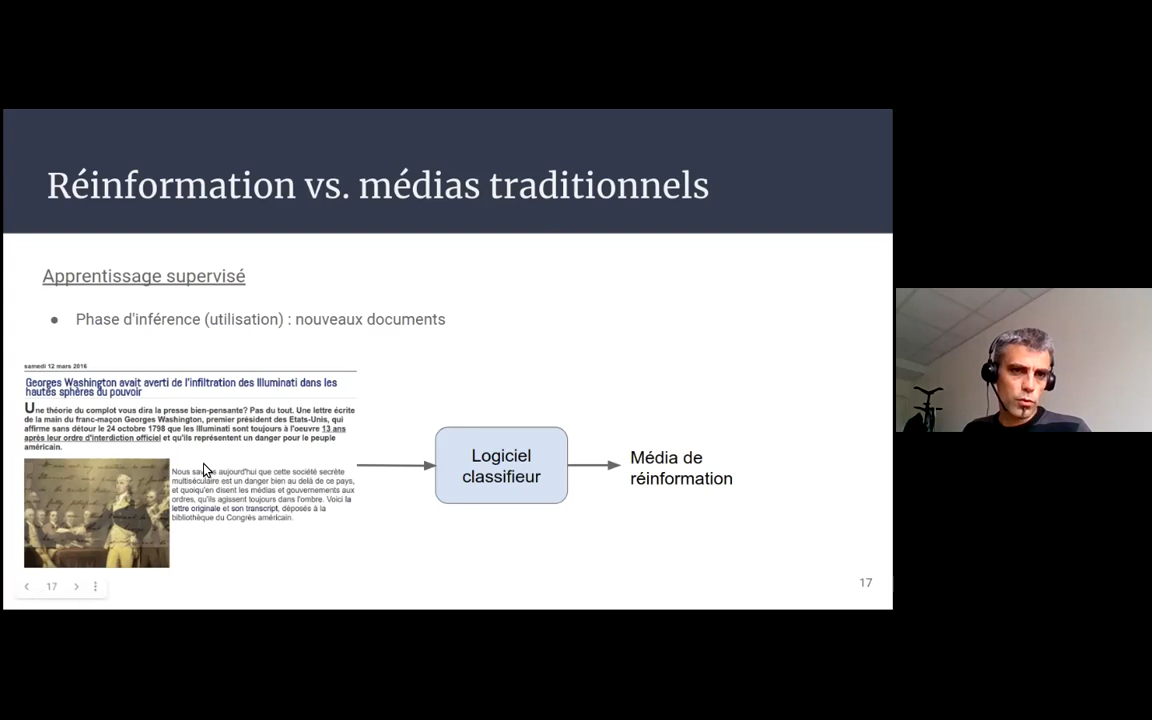 Réinformation vs. médias traditionnels
Apprentissage supervisé
● Phase d'inférence (utilisation) : nouveaux documents
samedi 12 mars 2016
Georges Washington avait averti de l'infiltration des Illuminati dans les
hautes sphères du pouvoir
Une théorie du complot vous dira la presse bien-pensante? Pas du tout. Une lettre écrite
de la main du franc-maçon Georges Washington, premier président des Etats-Unis, qui
affirme sans détour le 24 octobre 1798 que les Illuminati sont toujours à l'oeuvre 13 ans
après leur ordre d'interdiction officiel et qu'ils représentent un danger pour le peuple
américain.
Nous aujourd'hui que cette société secrète
multiséculaire est un danger bien au delà de ce pays,
et quoiqu'en disent les médias et gouvernements aux
ordres, qu'ils agissent toujours dans l'ombre. Voici la
lettre originale et son transcript, déposés à la
bibliothèque du Congrès américain.
Logiciel
classifieur
Média de
réinformation
17
17